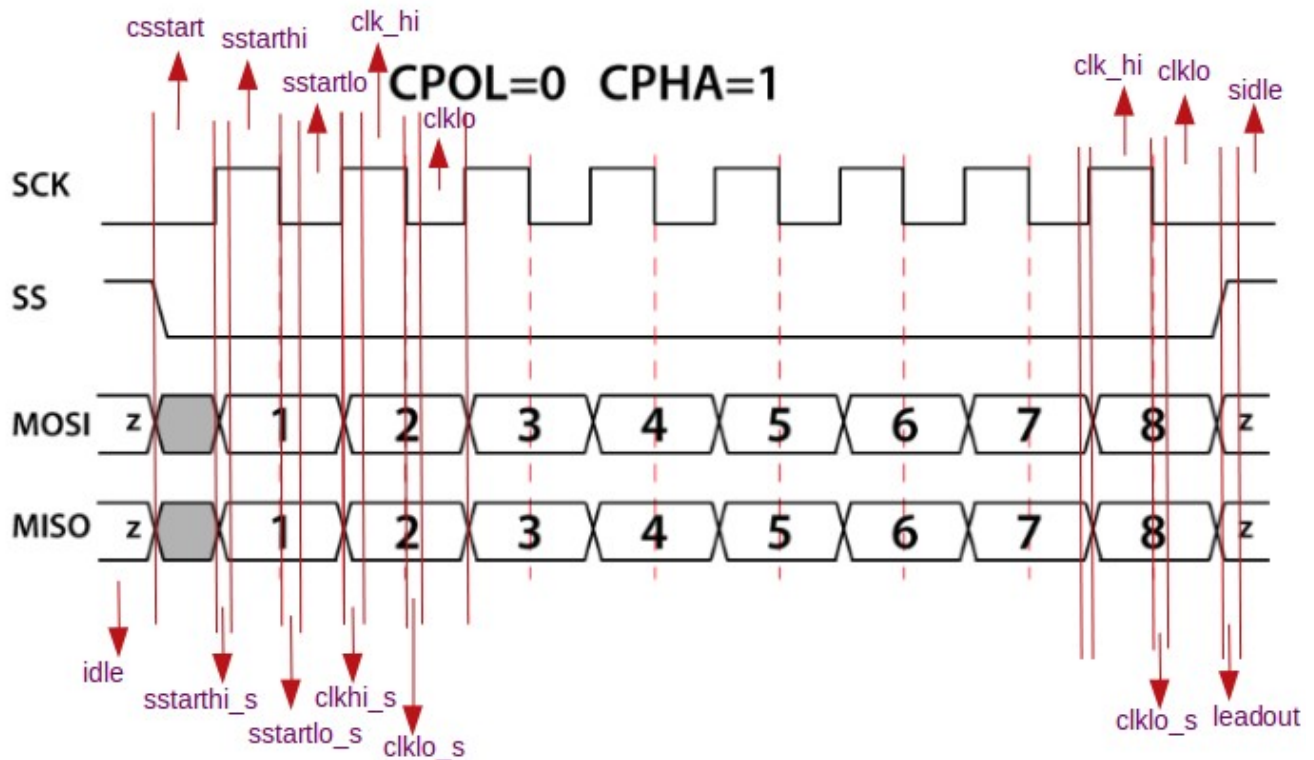 csstart
sstarthi
clk_hi
sstartlo
CPOL=0 CPHA=1
clklo
clk_hi
clklo
sidle
SCK
SS
MOSI z 1 2 3 4 5 6 7 8 z
MISO z 1 2 3 4 5 6 7 8 z
idle
sstarthi_s
sstartlo_s
clkhi_s
clklo_s
clklo_s
leadout